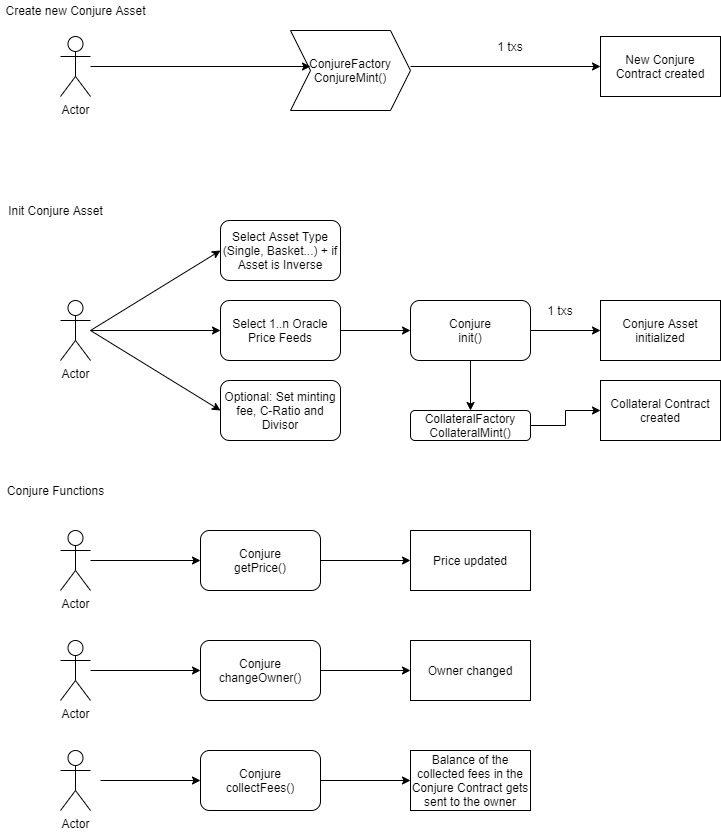 Create new Conjure Asset
Actor
ConjureFactory
ConjureMint()
1 txs
New Conjure
Contract created
Init Conjure Asset
Select Asset Type
(Single, Basket...) + if
Asset is Inverse
Actor
Select 1..n Oracle
Price Feeds
Conjure
init()
1 txs
Conjure Asset
initialized
Optional: Set minting
fee, C-Ratio and
Divisor
CollateralFactory
CollateralMint()
Collateral Contract
created
Conjure Functions
Actor
Conjure
getPrice()
Price updated
Actor
Conjure
changeOwner()
Owner changed
Actor
Conjure
collectFees()
Balance of the
collected fees in the
Conjure Contract gets
sent to the owner